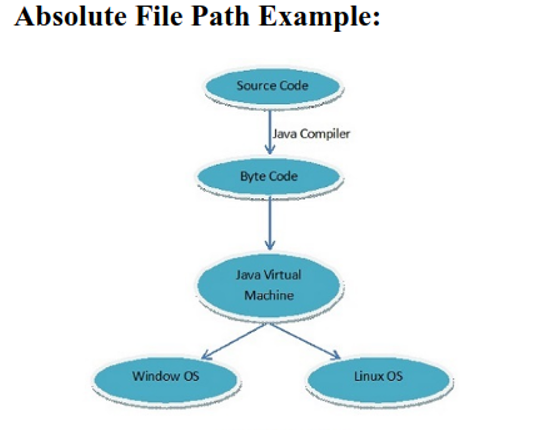 Absolute File Path Example:
Source Code
Java Compiler
Byte Code
Java Virtual
Machine
Window OS
Linux OS